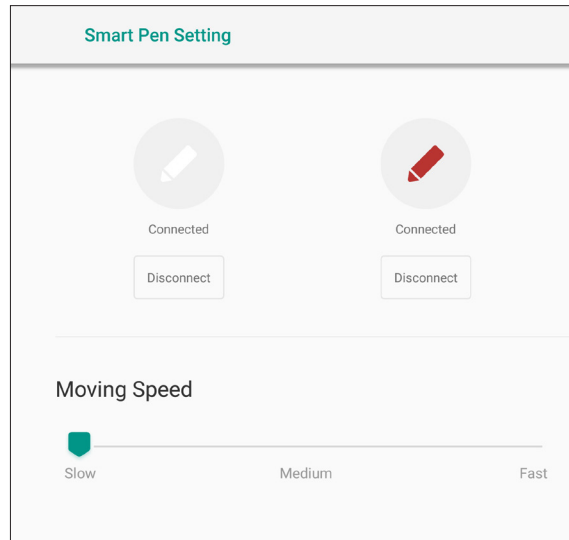 Smart Pen Setting
Connected Connected
Disconnect Disconnect
Moving Speed
Slow Medium Fast